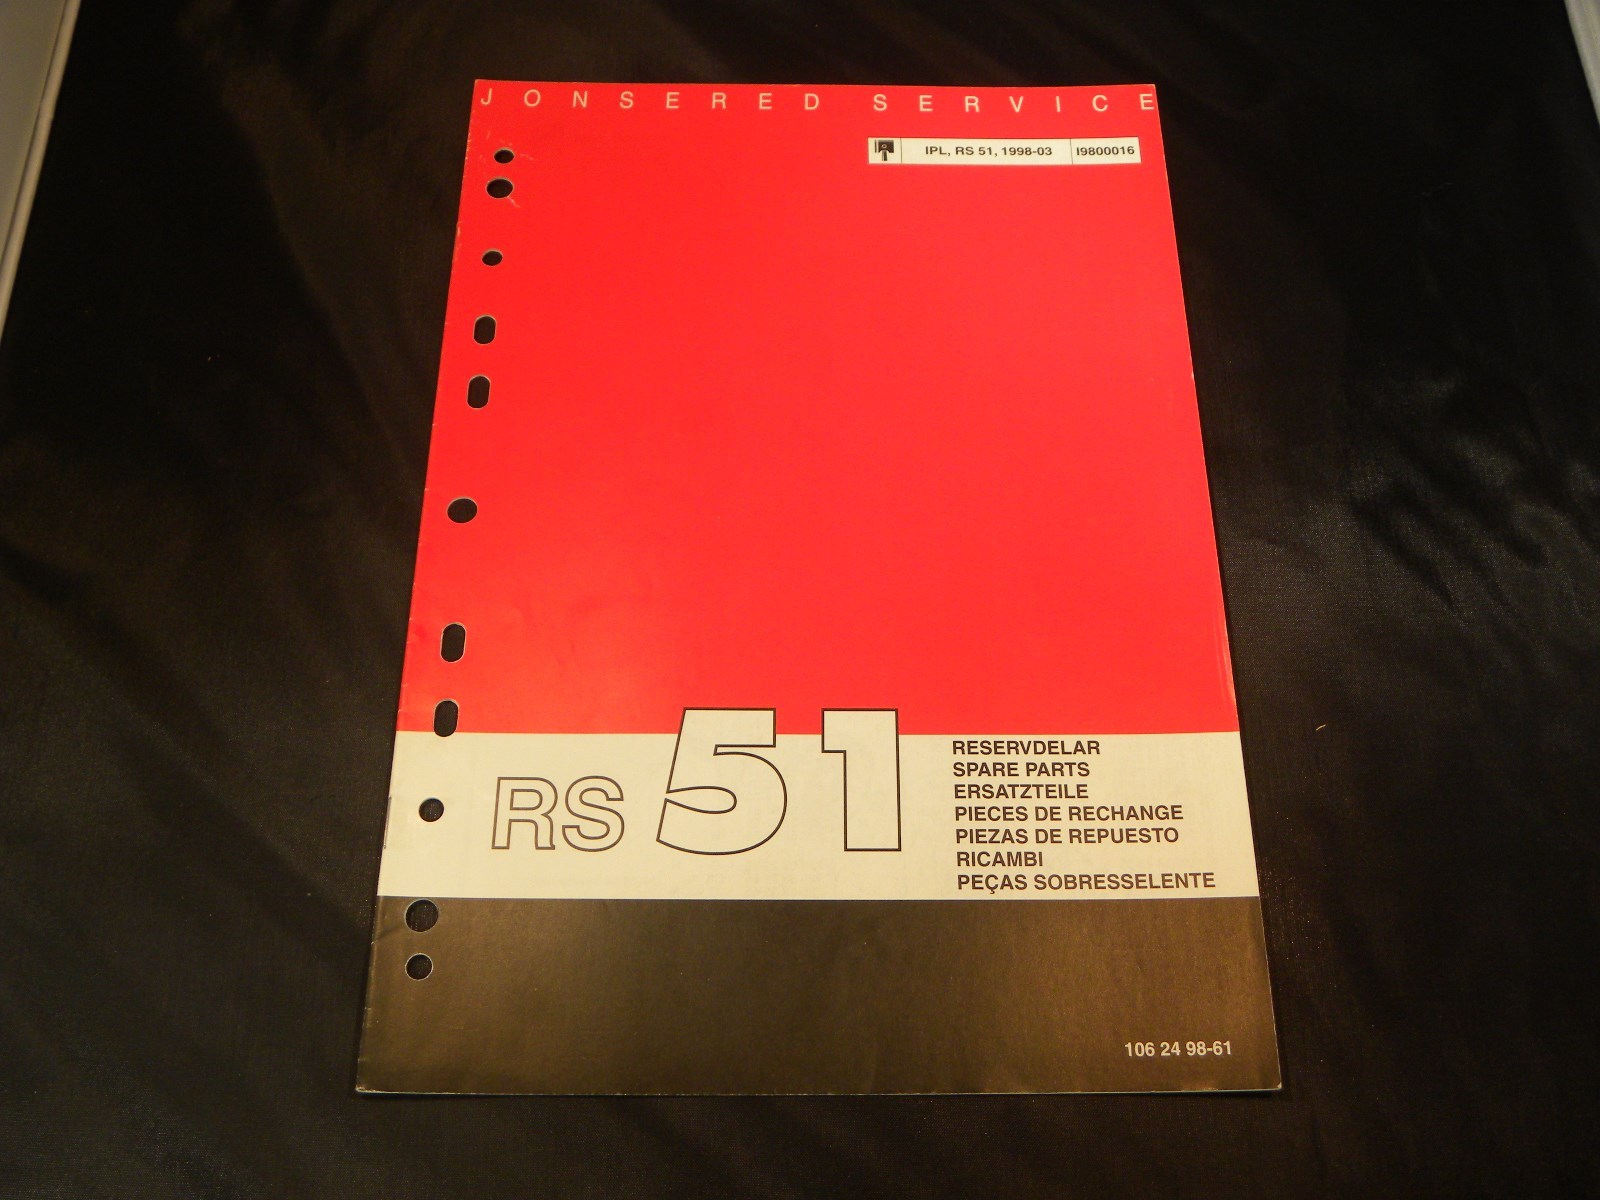 JONSERED SERVICE
IPL, RS 51, 1998-03 I9800016
RS 51
RESERVDELAR
SPARE PARTS
ERSATZTEILE
PIECES DE RECHANGE
PIEZAS DE REPUESTO
RICAMBI
PEÇAS SOBRESSELENTE
106 24 98-61